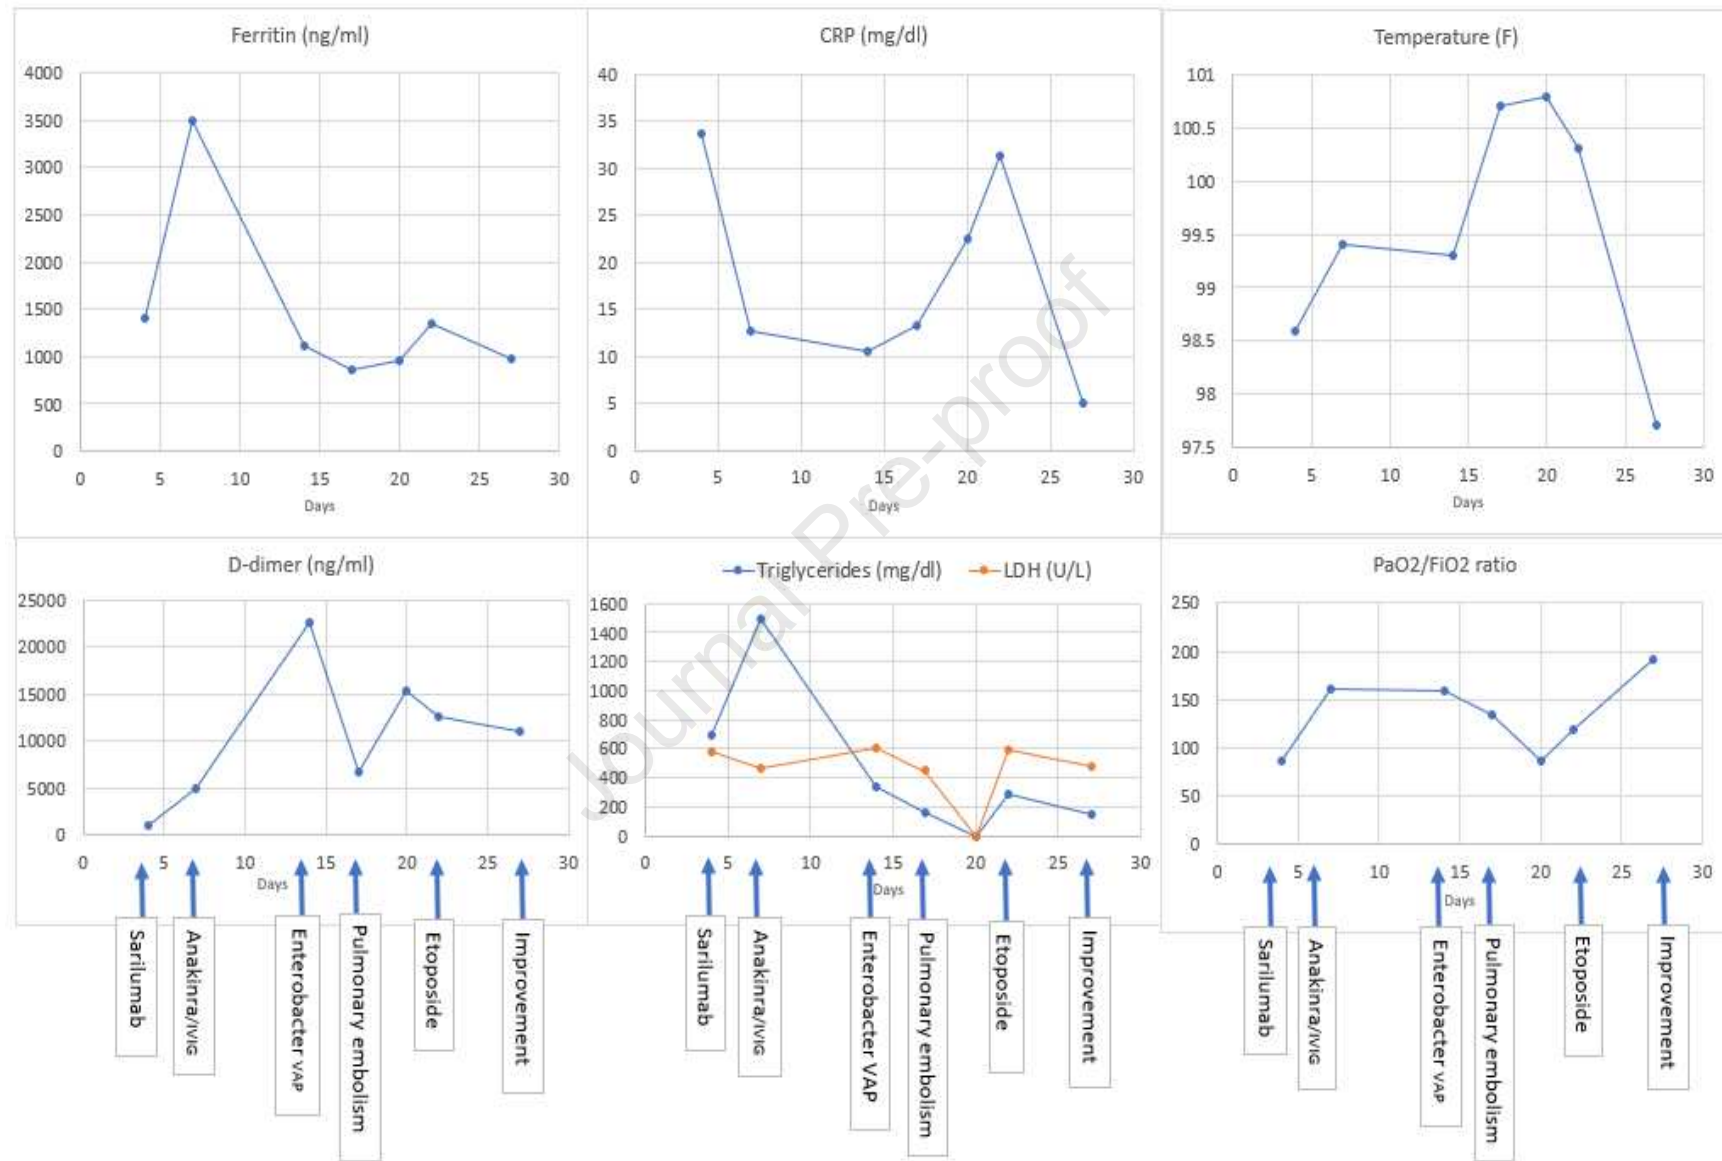 Ferritin (ng/ml)
4000
3500
3000
2500
2000
1500
1000
500
0
0 5 10 15 20 25 30
Days
CRP (mg/dl)
40
35
30
25
20
15
10
5
0
0 5 10 15 20 25 30
Days
Temperature (F)
101
100.5
100
99.5
99
98.5
98
97.5
0 5 10 15 20 25 30
Days
D-dimer (ng/ml)
25000
20000
15000
10000
5000
0
0 5 10 15 20 25 30
Days
Sarilumab
Anakinra/IVIG
Enterobacter VAP
Pulmonary embolism
Etoposide
Improvement
Triglycerides (mg/dl) LDH (U/L)
1600
1400
1200
1000
800
600
400
200
0
0 5 10 15 20 25 30
Days
Sarilumab
Anakinra/IVIG
Enterobacter VAP
Pulmonary embolism
Etoposide
Improvement
PaO2/FiO2 ratio
250
200
150
100
50
0
0 5 10 15 20 25 30
Days
Sarilumab
Anakinra/IVIG
Enterobacter VAP
Pulmonary embolism
Etoposide
Improvement
Journal Pre-proof